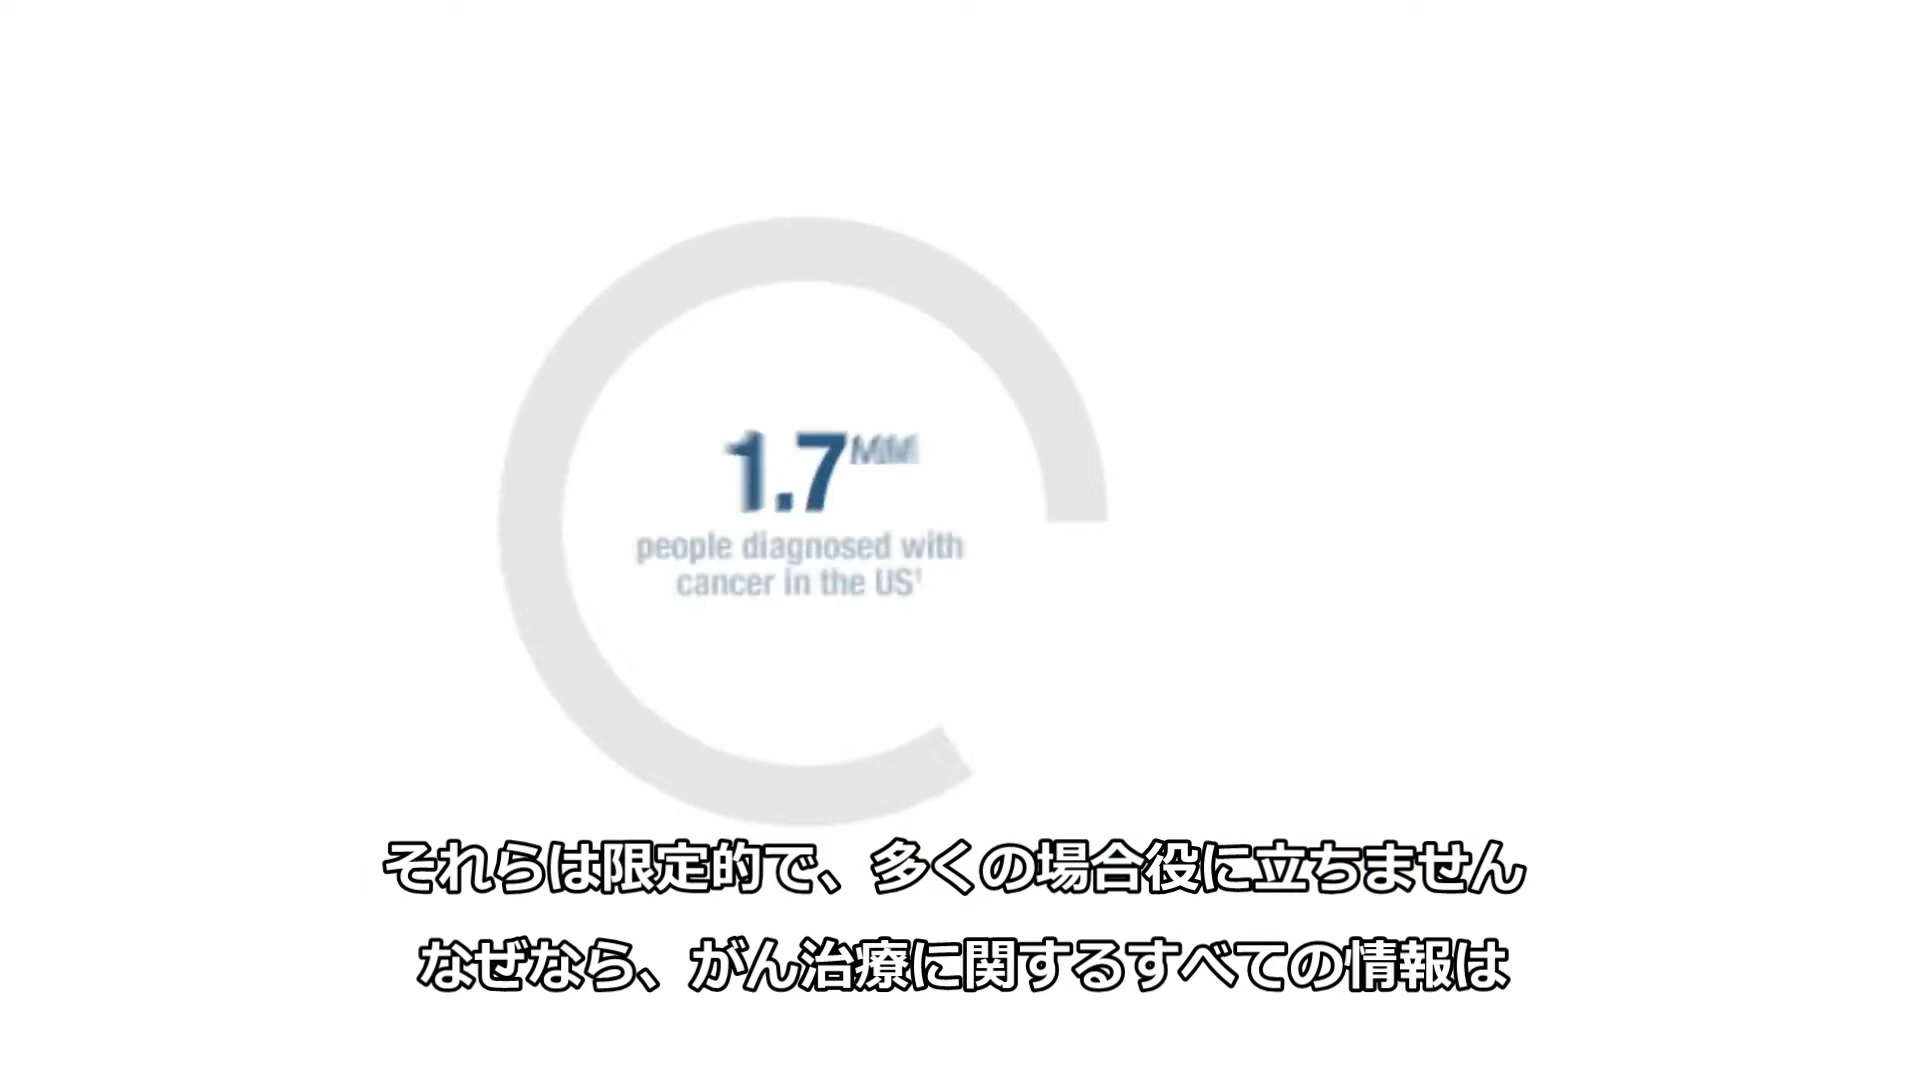 1.7MM
people diagnosed with
cancer in the US¹
それらは限定的で、多くの場合役に立ちません
なぜなら、がん治療に関するすべての情報は